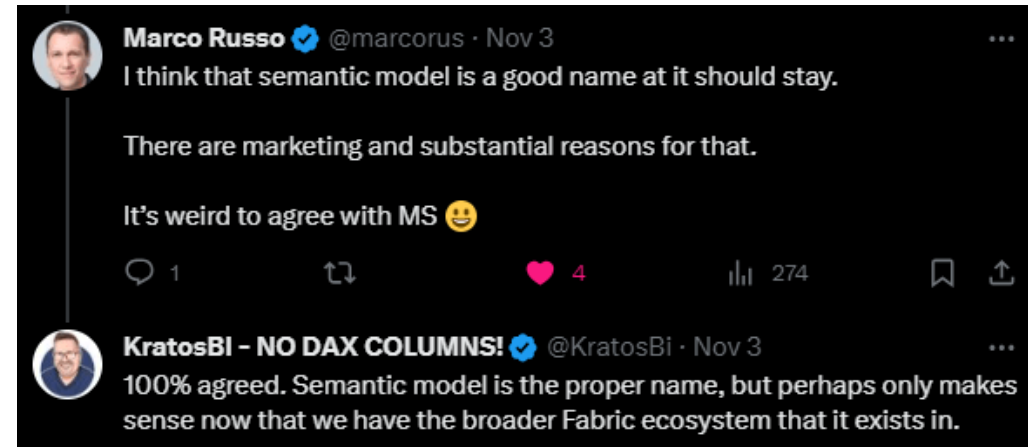 Marco Russo @marcorus · Nov 3
I think that semantic model is a good name at it should stay.
There are marketing and substantial reasons for that.
It's weird to agree with MS 😃
1 4 274
KratosBI - NO DAX COLUMNS! @KratosBi · Nov 3
100% agreed. Semantic model is the proper name, but perhaps only makes
sense now that we have the broader Fabric ecosystem that it exists in.